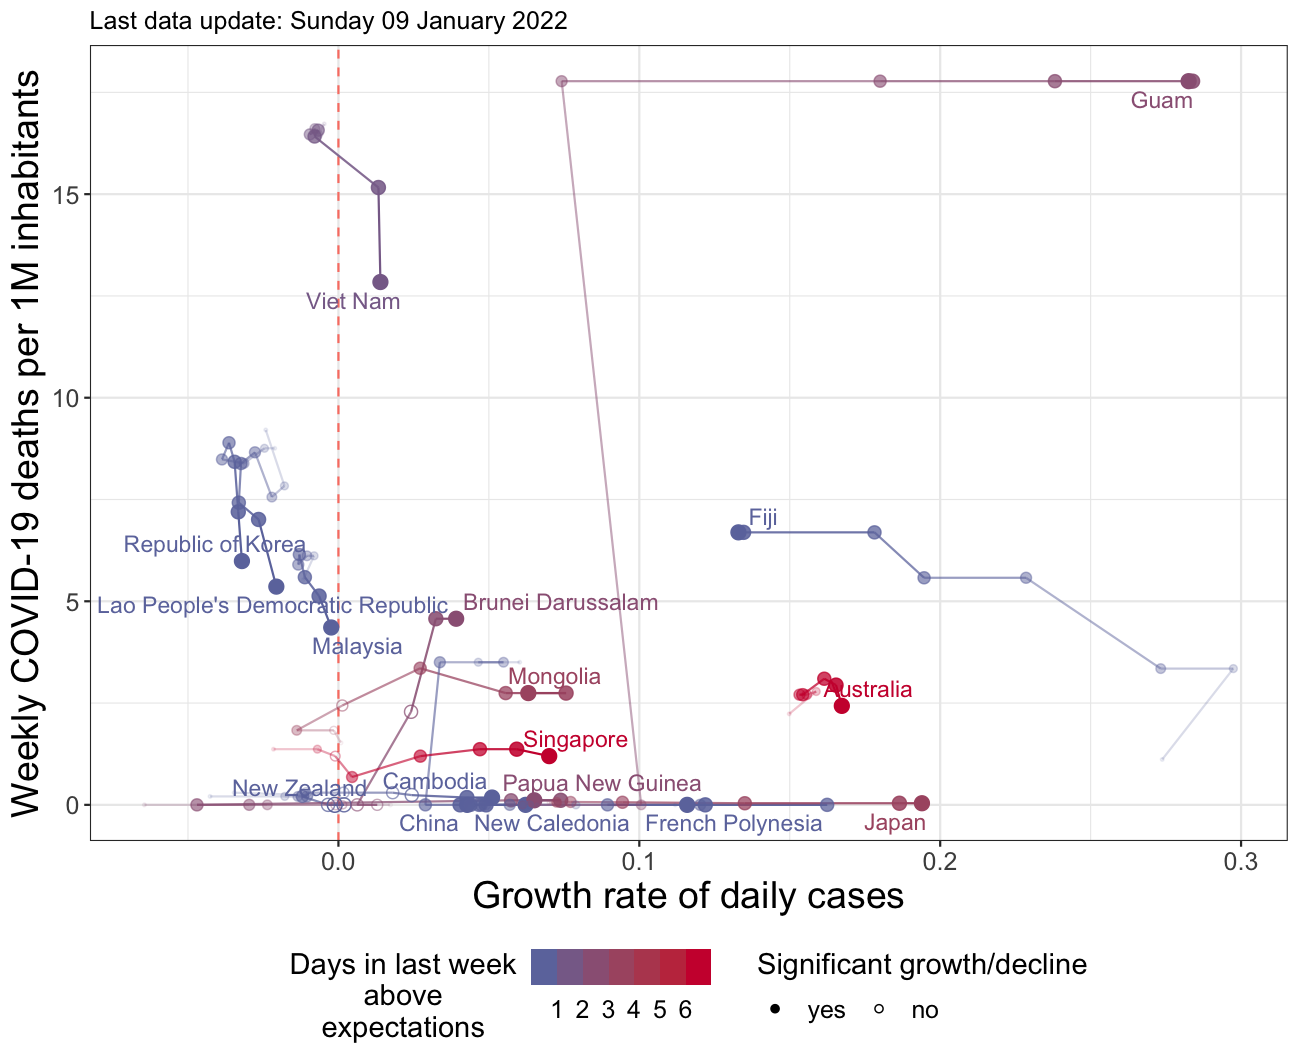 Last data update: Sunday 09 January 2022
Weekly COVID-19 deaths per 1M inhabitants
15
10
5
0
Guam
Viet Nam
Fiji
Republic of Korea
Lao People's Democratic Republic
Brunei Darussalam
Malaysia
Mongolia
Australia
Singapore
New Zealand
Cambodia
Papua New Guinea
China
New Caledonia
French Polynesia
Japan
0.0
0.1
0.2
0.3
Growth rate of daily cases
Days in last week
above
expectations
1 2 3 4 5 6
Significant growth/decline
yes
no